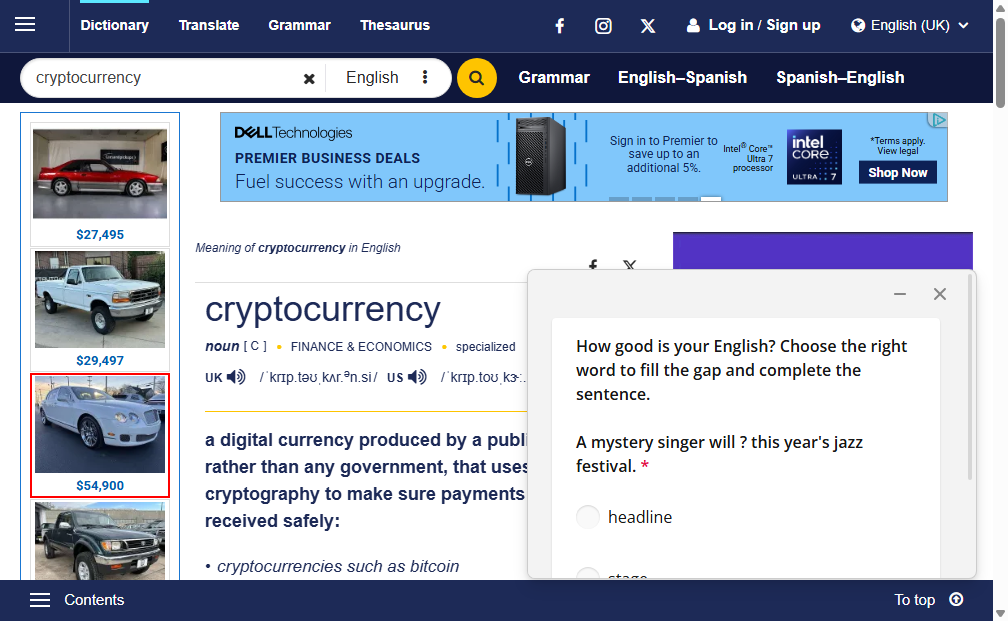 Dictionary Translate Grammar Thesaurus
Log in / Sign up English (UK)
cryptocurrency English Grammar English–Spanish Spanish–English
DELLTechnologies
PREMIER BUSINESS DEALS
Fuel success with an upgrade.
Sign in to Premier to
save up to an
additional 5%.
Intel® Core™
Ultra 7
processor
intel
CORE
ULTRA 7
*Terms apply.
View legal
Shop Now
$27,495
$29,497
$54,900
Meaning of cryptocurrency in English
cryptocurrency
noun [ C ] • FINANCE & ECONOMICS • specialized
UK /ˈkrɪp.təʊˌkʌr.ᵊn.si/ US /ˈkrɪp.toʊˌkɝː.
a digital currency produced by a publi
rather than any government, that uses
cryptography to make sure payments
received safely:
• cryptocurrencies such as bitcoin
How good is your English? Choose the right
word to fill the gap and complete the
sentence.
A mystery singer will ? this year's jazz
festival. *
headline
stage
Contents To top